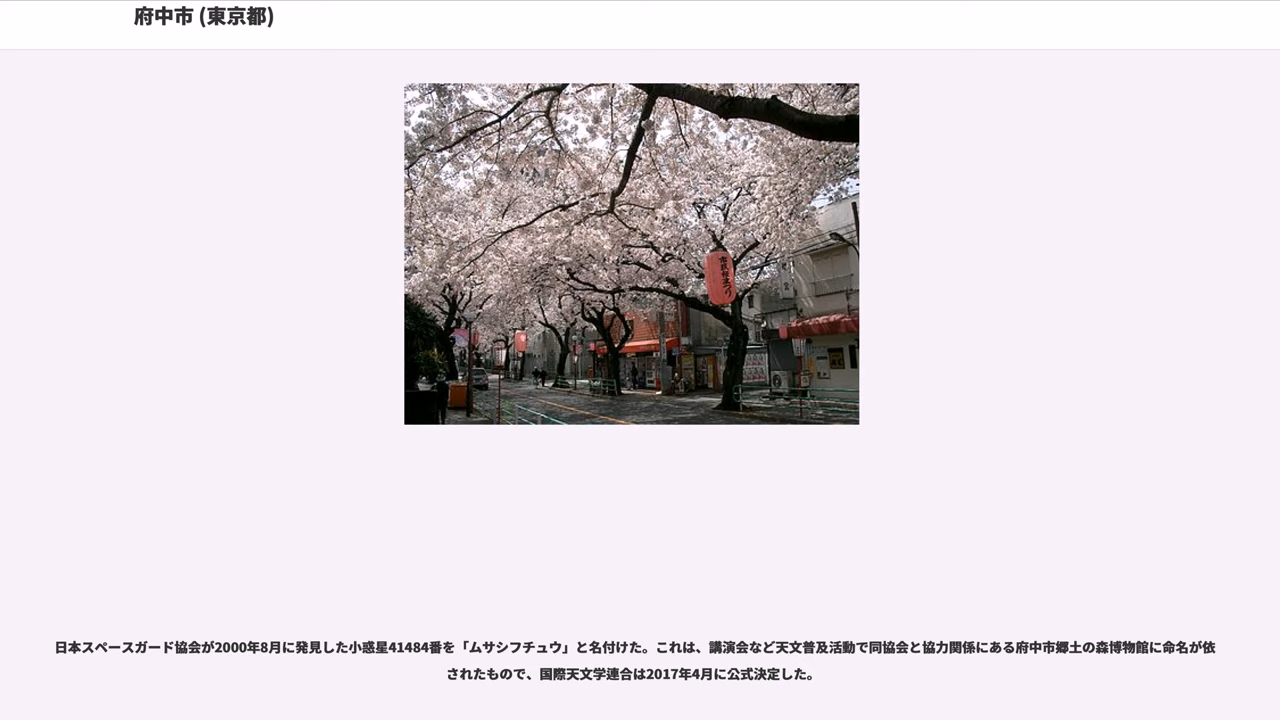 府中市 (東京都)
市民桜まつり
日本スペースガード協会が2000年8月に発見した小惑星41484番を「ムサシフチュウ」と名付けた。これは、講演会など天文普及活動で同協会と協力関係にある府中市郷土の森博物館に命名が依
されたもので、国際天文学連合は2017年4月に公式決定した。